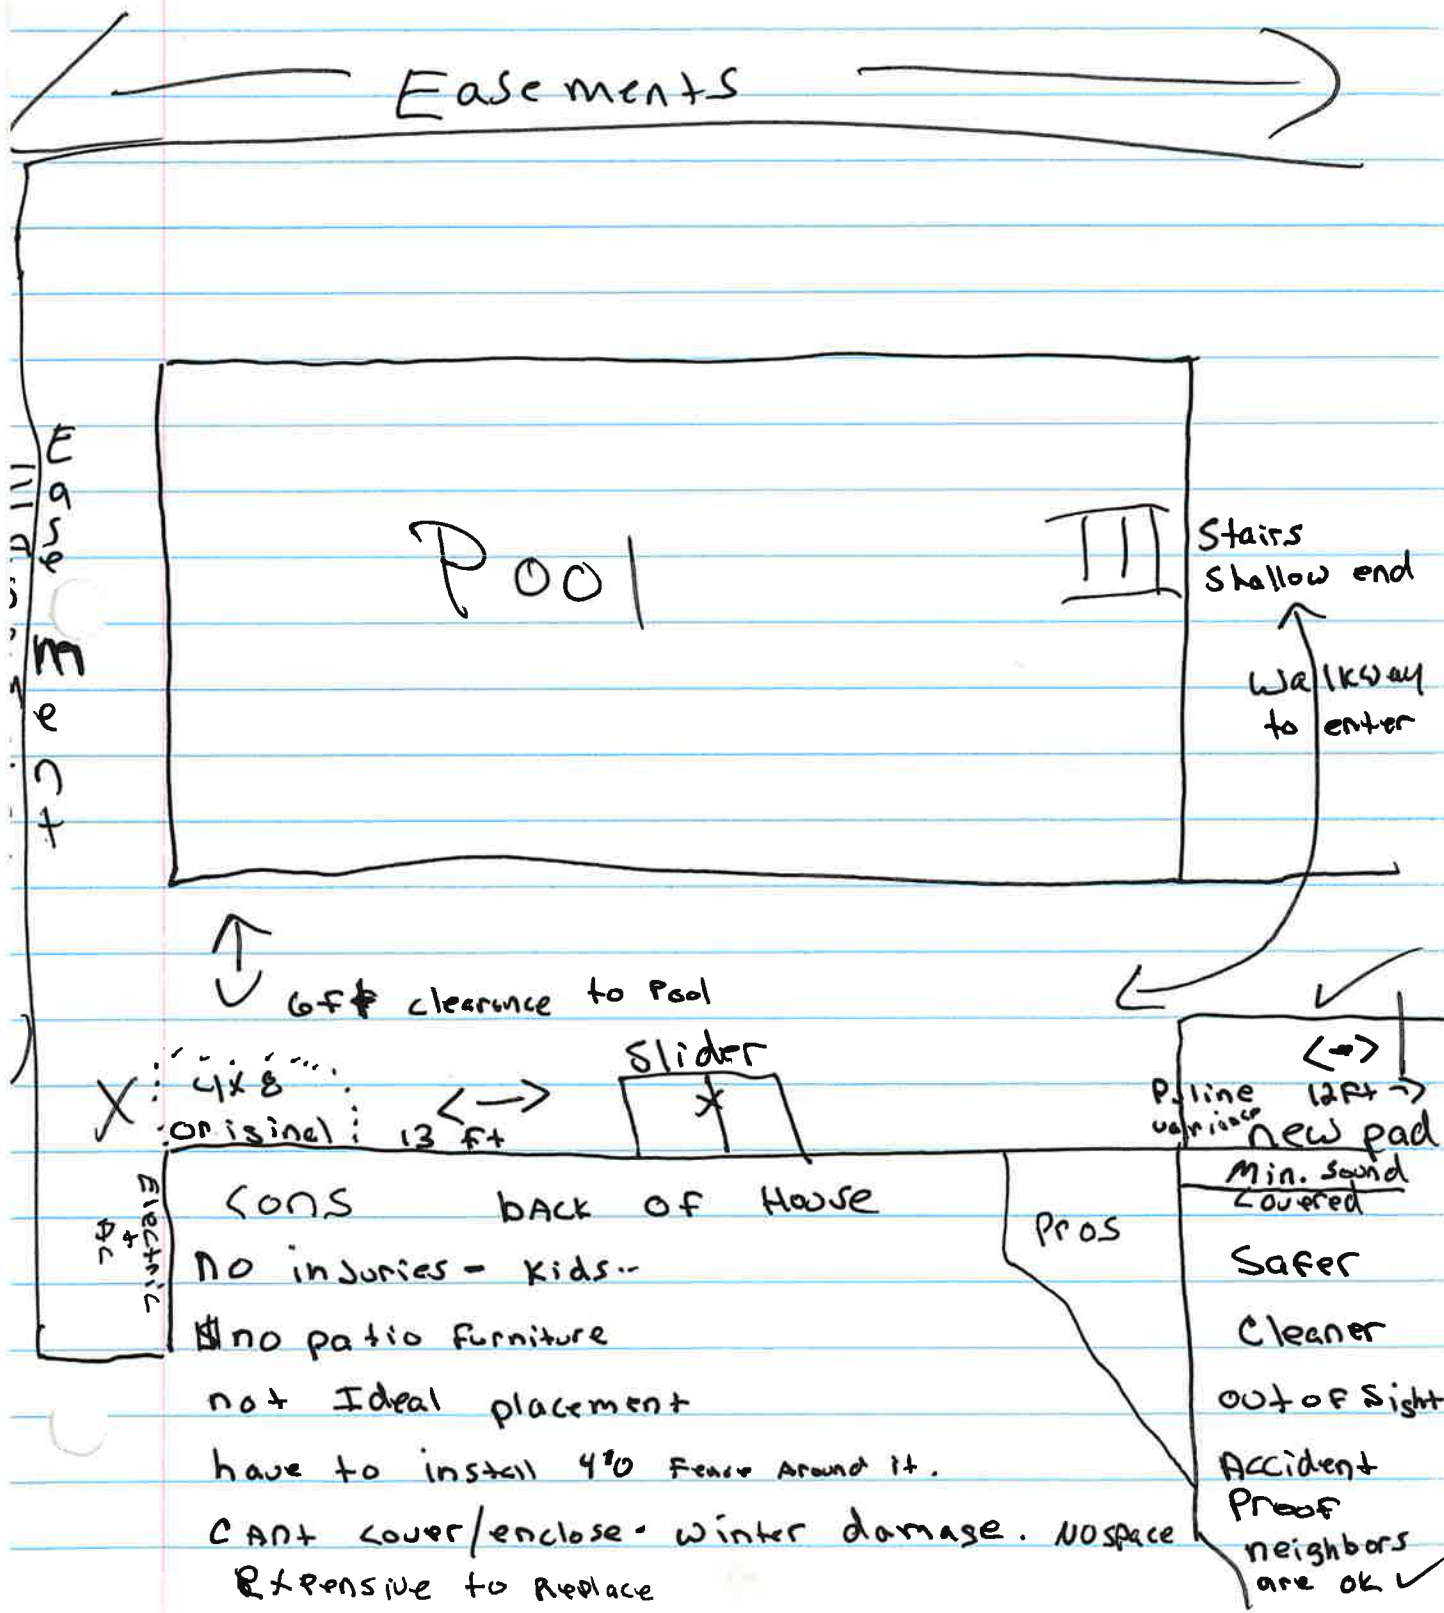 Easements
Easement
Pool
Stairs
Shallow end
Walkway
to enter
6ft clearance to Pool
Slider
4x8
original
13 ft
12Ft
P. line
variance
new pad
Min. Sound
Covered
Electric
+
AC
Cons
bACK OF House
Pros
no injuries - kids..
Safer
$ no patio furniture
Cleaner
not Ideal placement
out of Sight
have to install Fence Around it.
Accident
Proof
CANt cover/enclose. winter damage. No space
neighbors
are ok ✓
Expensive to Replace